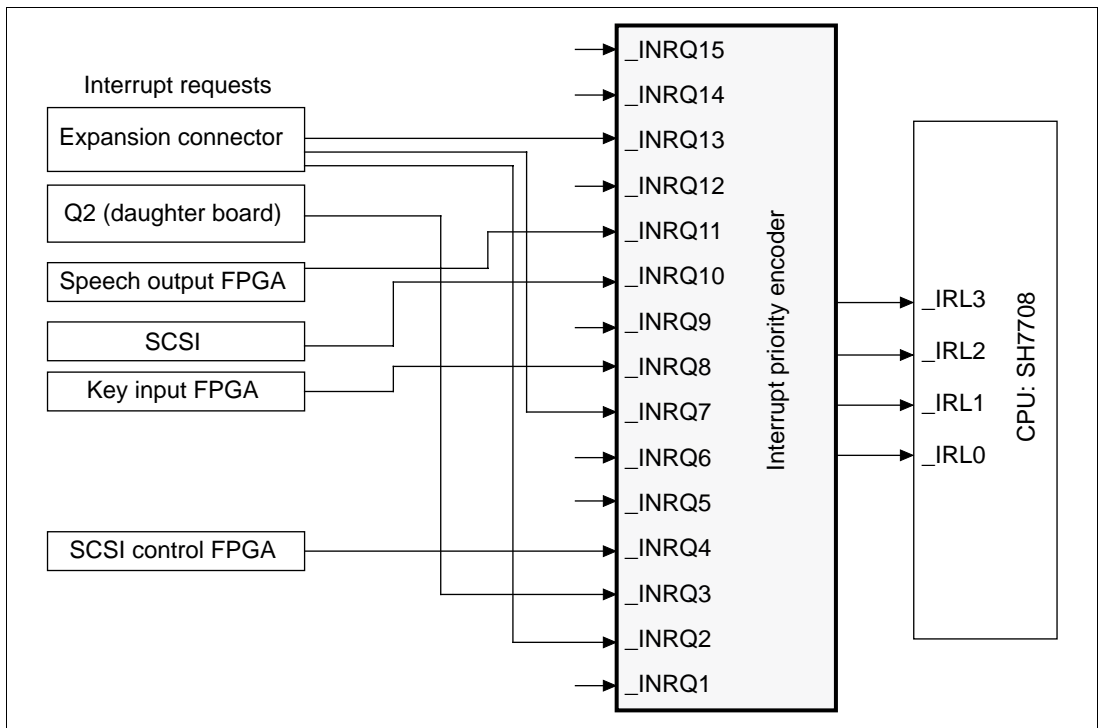 Interrupt requests
Expansion connector
Q2 (daughter board)
Speech output FPGA
SCSI
Key input FPGA
SCSI control FPGA
_INRQ15
_INRQ14
_INRQ13
_INRQ12
_INRQ11
_INRQ10
_INRQ9
_INRQ8
_INRQ7
_INRQ6
_INRQ5
_INRQ4
_INRQ3
_INRQ2
_INRQ1
Interrupt priority encoder
_IRL3
_IRL2
_IRL1
_IRL0
CPU: SH7708